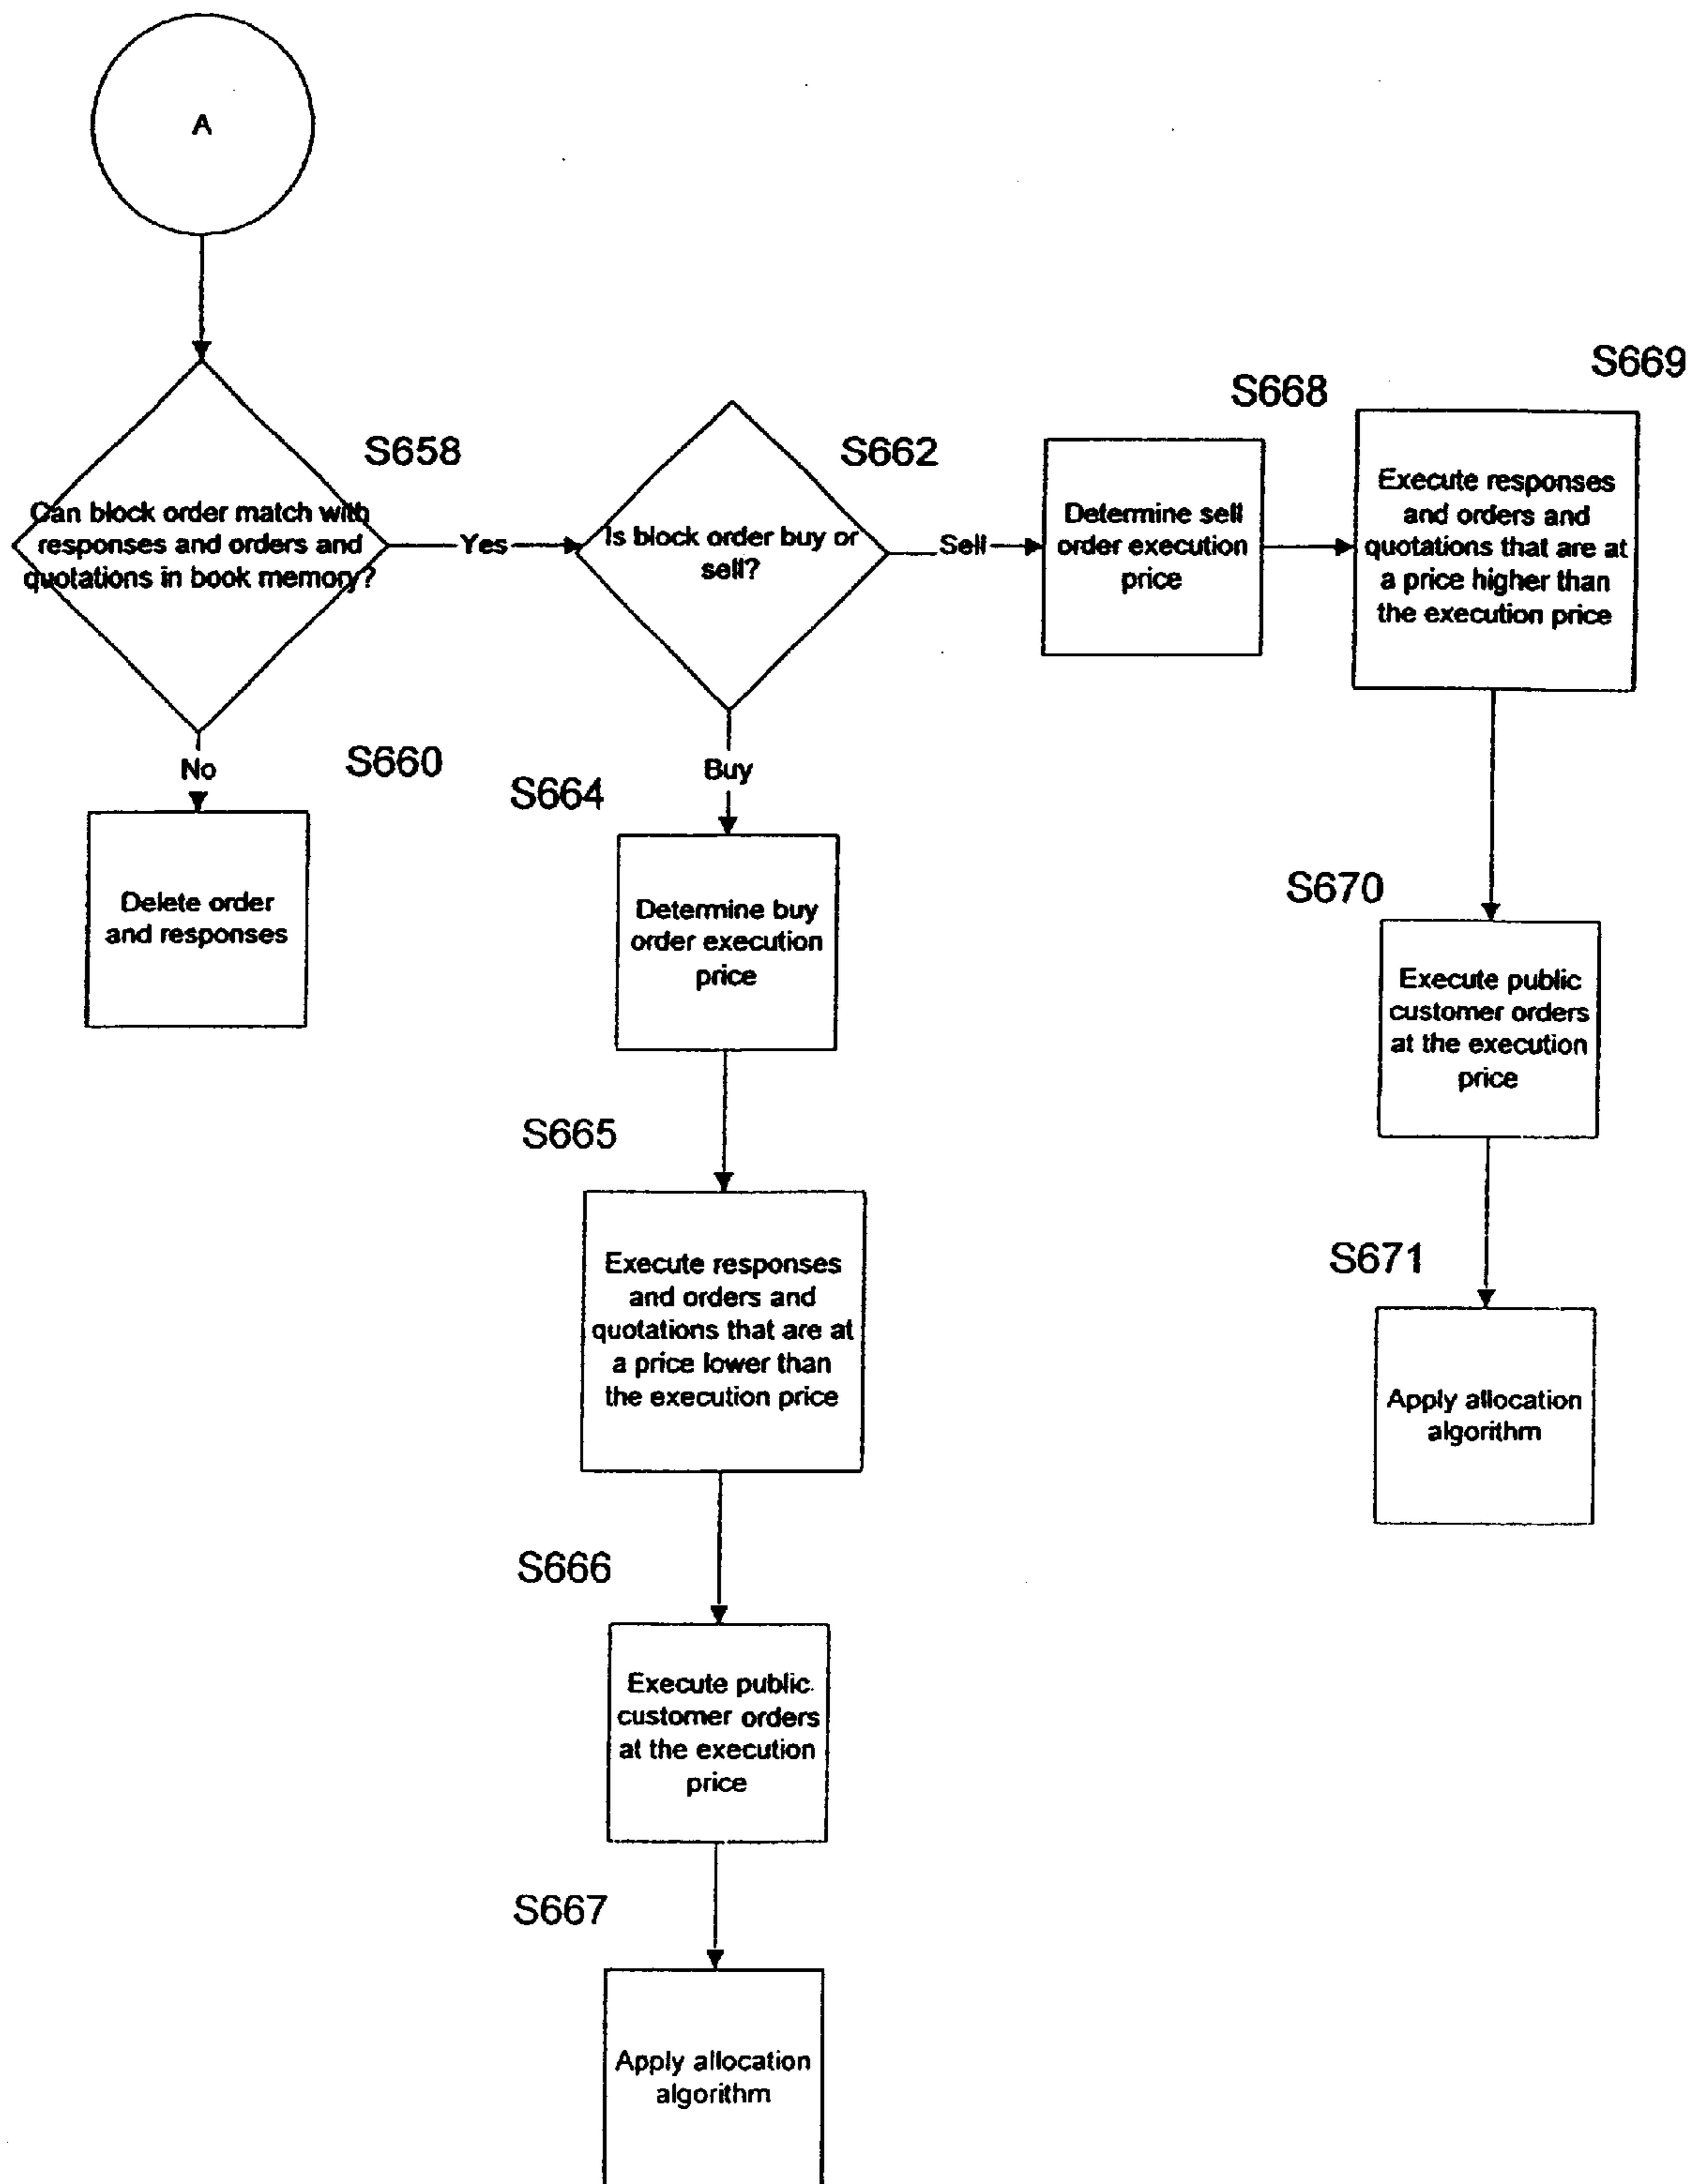 A
S658
Can block order match with
responses and orders and
quotations in book memory?
Yes
No
S660
Delete order
and responses
S662
Is block order buy or
sell?
Sell
Buy
S668
Determine sell
order execution
price
S669
Execute responses
and orders and
quotations that are at
a price higher than
the execution price
S670
Execute public
customer orders
at the execution
price
S671
Apply allocation
algorithm
S664
Determine buy
order execution
price
S665
Execute responses
and orders and
quotations that are at
a price lower than
the execution price
S666
Execute public
customer orders
at the execution
price
S667
Apply allocation
algorithm